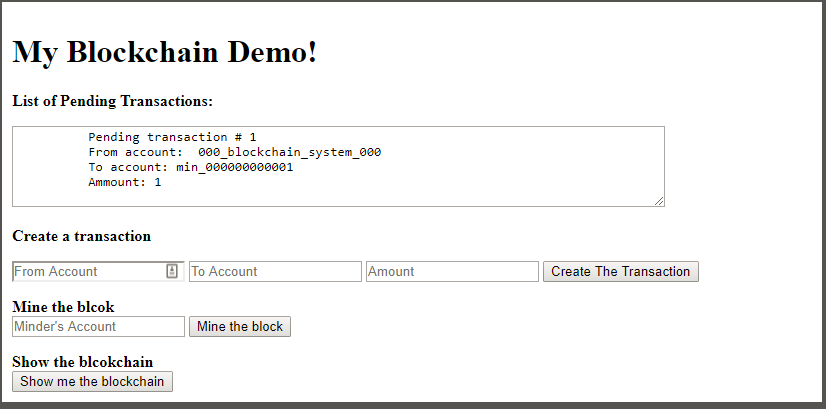 My Blockchain Demo!
List of Pending Transactions:
Pending transaction # 1
From account:  000_blockchain_system_000
To account: min_000000000001
Ammount: 1
Create a transaction
From Account To Account Amount Create The Transaction
Mine the blcok
Minder's Account Mine the block
Show the blcokchain
Show me the blockchain